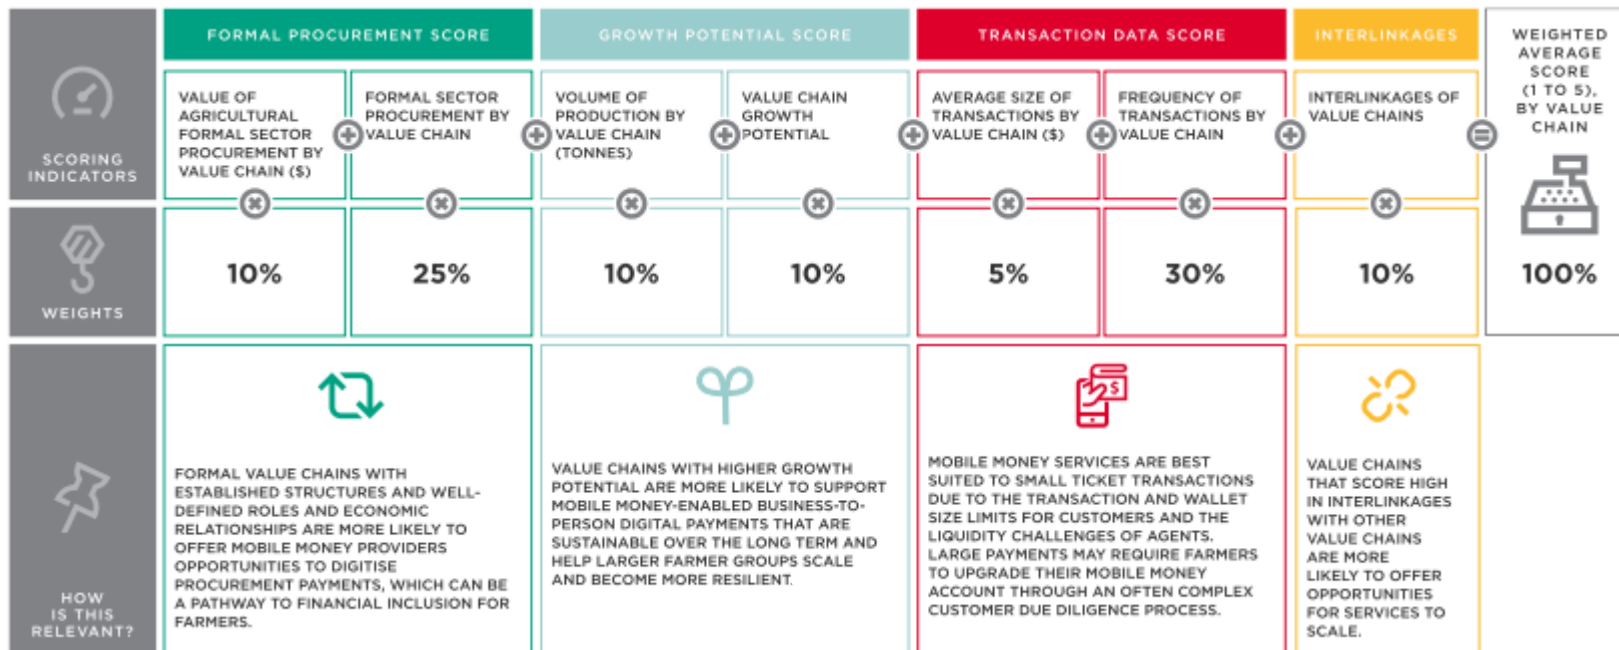 FORMAL PROCUREMENT SCORE
GROWTH POTENTIAL SCORE
TRANSACTION DATA SCORE
INTERLINKAGES
WEIGHTED
AVERAGE
SCORE
(1 TO 5),
BY VALUE
CHAIN
SCORING
INDICATORS
VALUE OF
AGRICULTURAL
FORMAL SECTOR
PROCUREMENT BY
VALUE CHAIN ($)
FORMAL SECTOR
PROCUREMENT BY
VALUE CHAIN
VOLUME OF
PRODUCTION BY
VALUE CHAIN
(TONNES)
VALUE CHAIN
GROWTH
POTENTIAL
AVERAGE SIZE OF
TRANSACTIONS BY
VALUE CHAIN ($)
FREQUENCY OF
TRANSACTIONS BY
VALUE CHAIN
INTERLINKAGES OF
VALUE CHAINS
WEIGHTS
10%
25%
10%
10%
5%
30%
10%
100%
HOW
IS THIS
RELEVANT?
FORMAL VALUE CHAINS WITH
ESTABLISHED STRUCTURES AND WELL-
DEFINED ROLES AND ECONOMIC
RELATIONSHIPS ARE MORE LIKELY TO
OFFER MOBILE MONEY PROVIDERS
OPPORTUNITIES TO DIGITISE
PROCUREMENT PAYMENTS, WHICH CAN BE
A PATHWAY TO FINANCIAL INCLUSION FOR
FARMERS.
VALUE CHAINS WITH HIGHER GROWTH
POTENTIAL ARE MORE LIKELY TO SUPPORT
MOBILE MONEY-ENABLED BUSINESS-TO-
PERSON DIGITAL PAYMENTS THAT ARE
SUSTAINABLE OVER THE LONG TERM AND
HELP LARGER FARMER GROUPS SCALE
AND BECOME MORE RESILIENT.
$
MOBILE MONEY SERVICES ARE BEST
SUITED TO SMALL TICKET TRANSACTIONS
DUE TO THE TRANSACTION AND WALLET
SIZE LIMITS FOR CUSTOMERS AND THE
LIQUIDITY CHALLENGES OF AGENTS.
LARGE PAYMENTS MAY REQUIRE FARMERS
TO UPGRADE THEIR MOBILE MONEY
ACCOUNT THROUGH AN OFTEN COMPLEX
CUSTOMER DUE DILIGENCE PROCESS.
VALUE CHAINS
THAT SCORE HIGH
IN INTERLINKAGES
WITH OTHER
VALUE CHAINS
ARE MORE
LIKELY TO OFFER
OPPORTUNITIES
FOR SERVICES TO
SCALE.